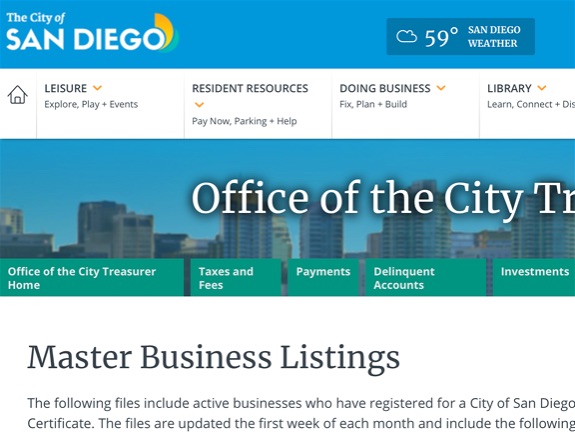 The City of
SAN DIEGO
59°
SAN DIEGO
WEATHER
LEISURE
Explore, Play + Events
RESIDENT RESOURCES
Pay Now, Parking + Help
DOING BUSINESS
Fix, Plan + Build
LIBRARY
Learn, Connect + Dis
Office of the City Tr
Office of the City Treasurer
Home
Taxes and
Fees
Payments
Delinquent
Accounts
Investments
Master Business Listings
The following files include active businesses who have registered for a City of San Diego
Certificate. The files are updated the first week of each month and include the following